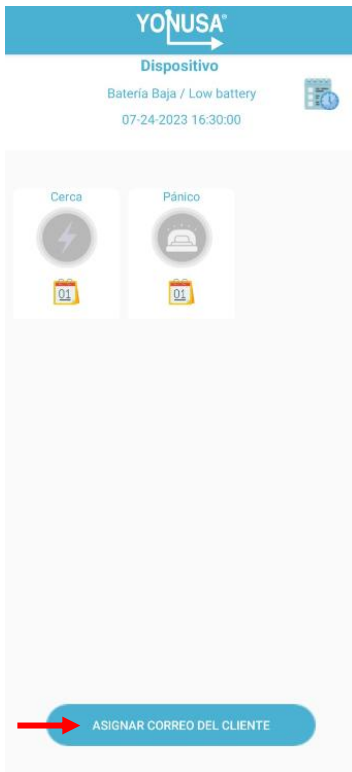 YONUSA®
Dispositivo
Batería Baja / Low battery
07-24-2023 16:30:00
Cerca
Pánico
01
01
ASIGNAR CORREO DEL CLIENTE